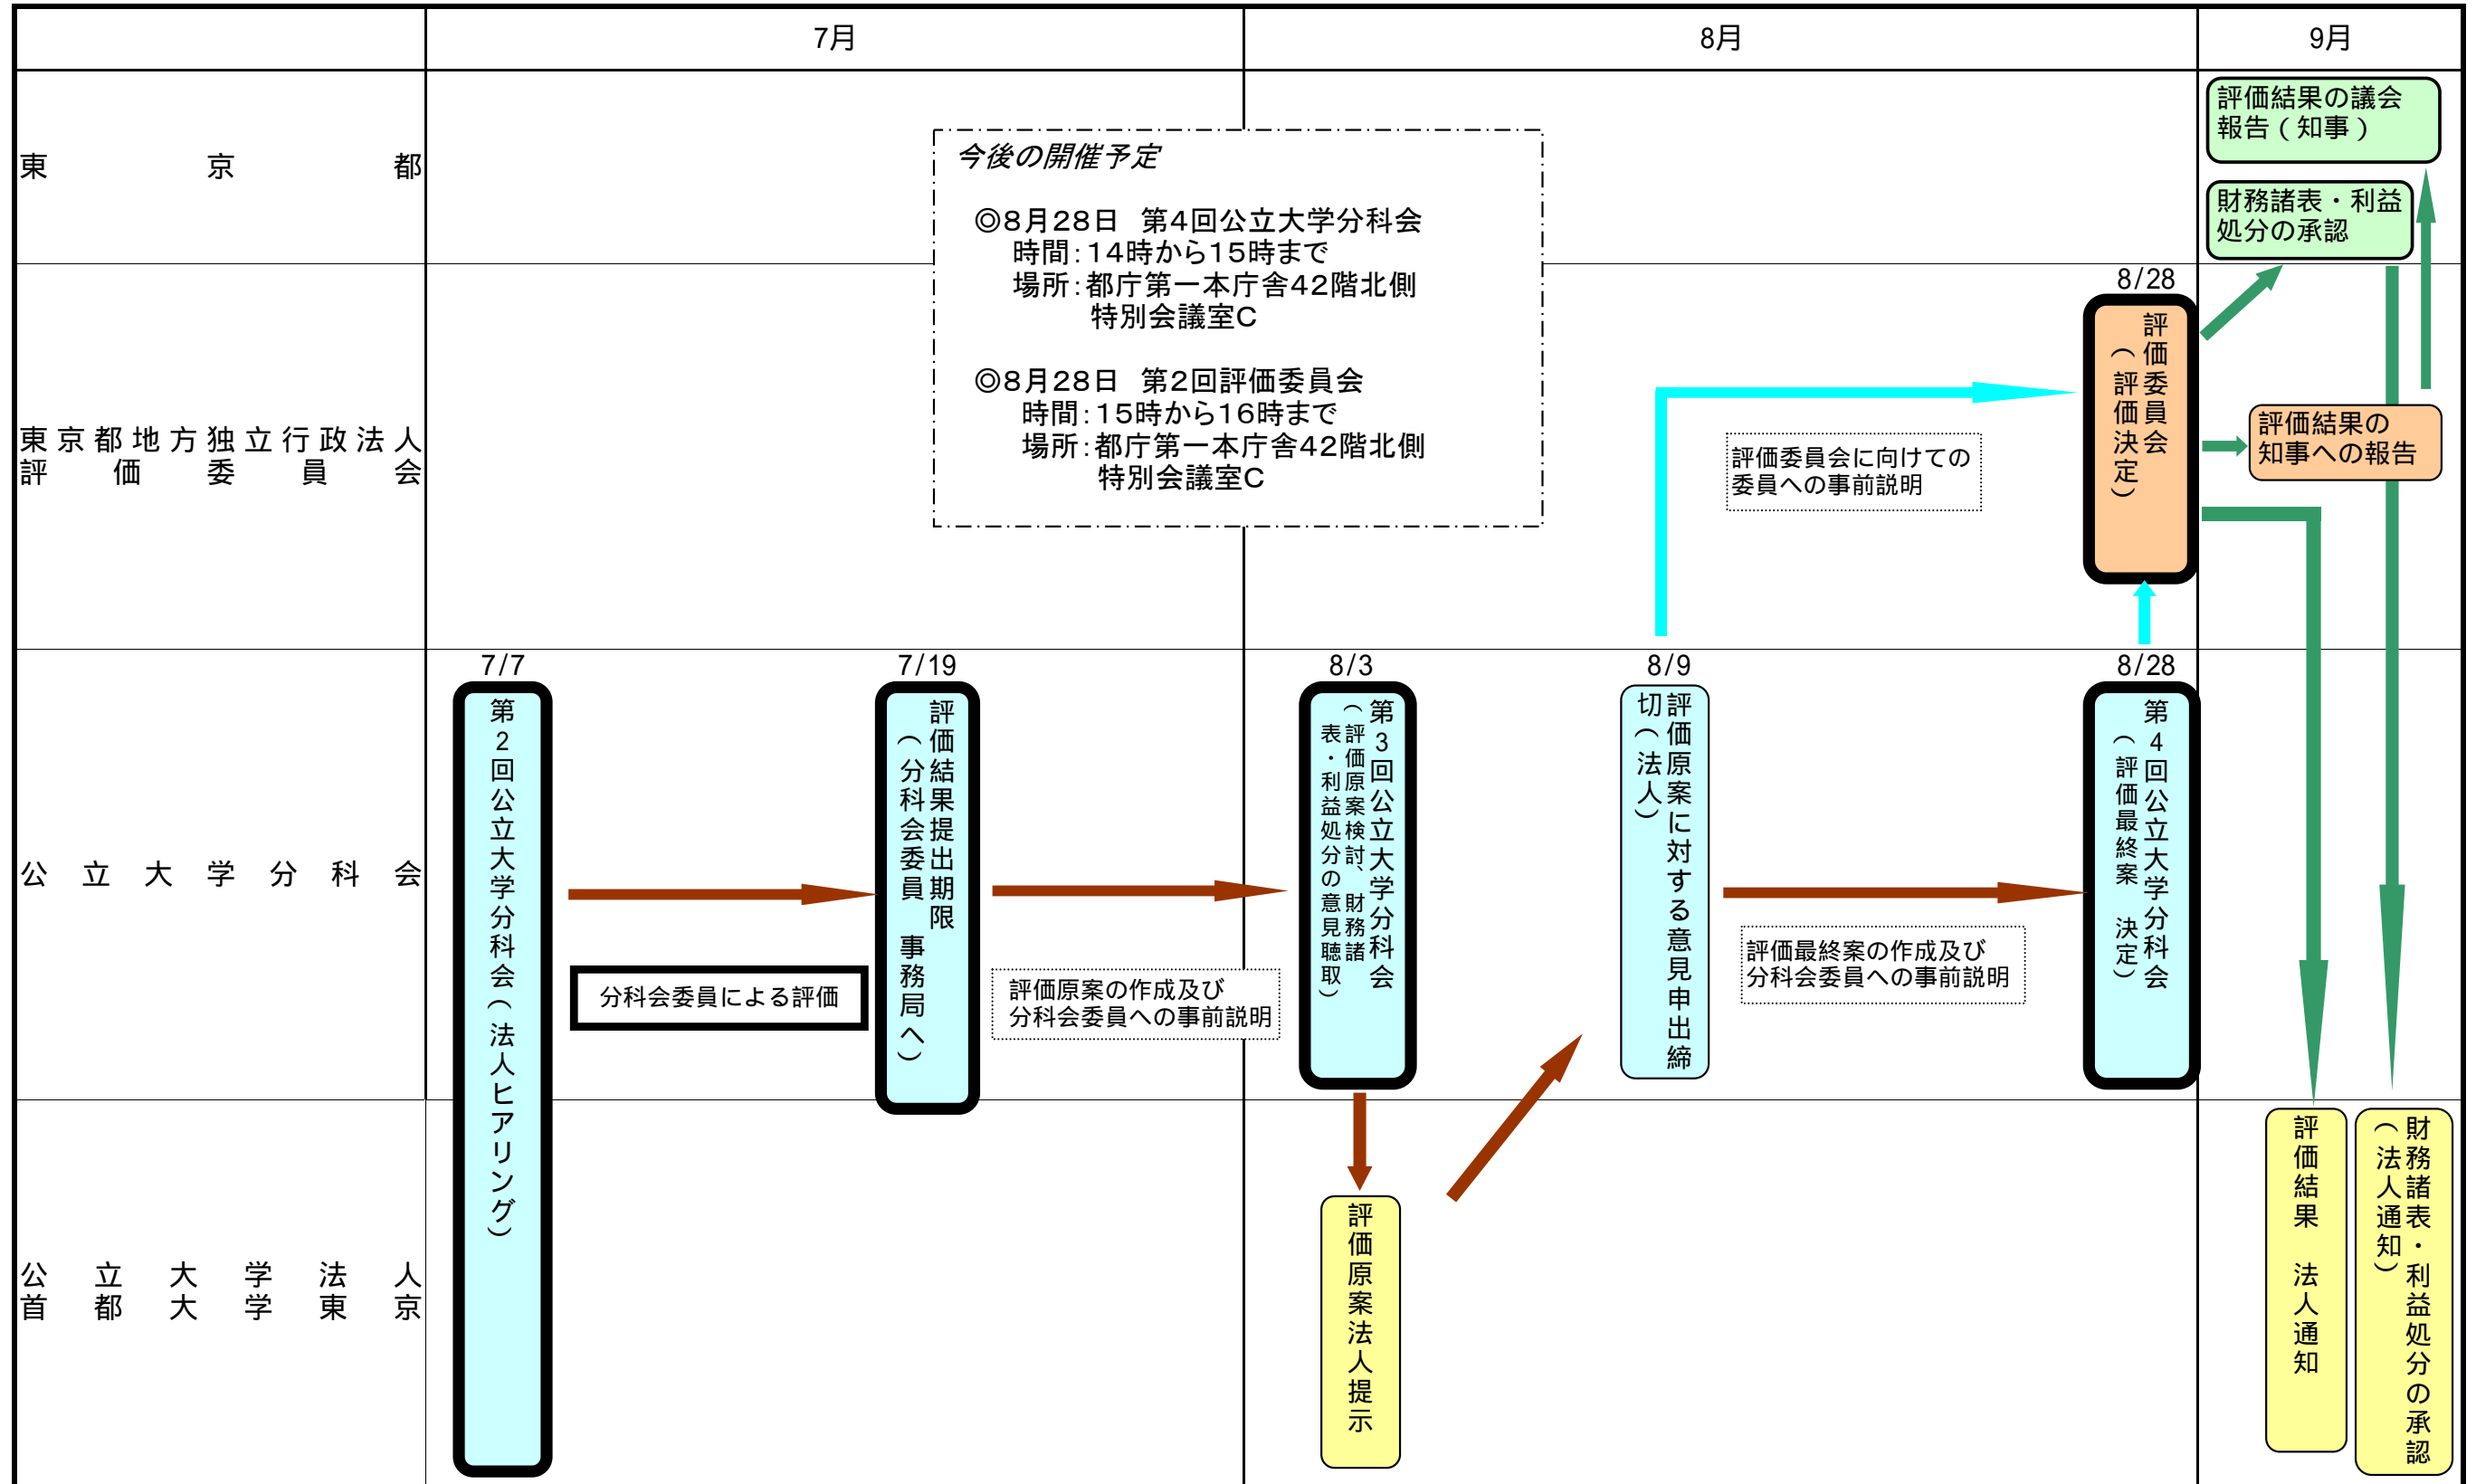 7月
8月
9月
東京都
評価結果の議会
報告(知事)
財務諸表・利益
処分の承認
今後の開催予定
◎8月28日 第4回公立大学分科会
時間:14時から15時まで
場所:都庁第一本庁舎42階北側
特別会議室C
◎8月28日 第2回評価委員会
時間:15時から16時まで
場所:都庁第一本庁舎42階北側
特別会議室C
東京都地方独立行政法人
評価委員会
8/28
評価委員会
(評価決定)
評価委員会に向けての
委員への事前説明
評価結果の
知事への報告
公立大学分科会
7/7
第2回公立大学分科会(法人ヒアリング)
分科会委員による評価
7/19
評価結果提出期限
(分科会委員 事務局へ)
評価原案の作成及び
分科会委員への事前説明
8/3
第3回公立大学分科会
(評価原案検討、財務諸
表・利益処分の意見聴取)
8/9
評価原案に対する意見申出締
切(法人)
評価最終案の作成及び
分科会委員への事前説明
8/28
第4回公立大学分科会
(評価最終案 決定)
公立大学法人
首都大学東京
評価原案法人提示
評価結果 法人通知
財務諸表・利益処分の承認
(法人通知)